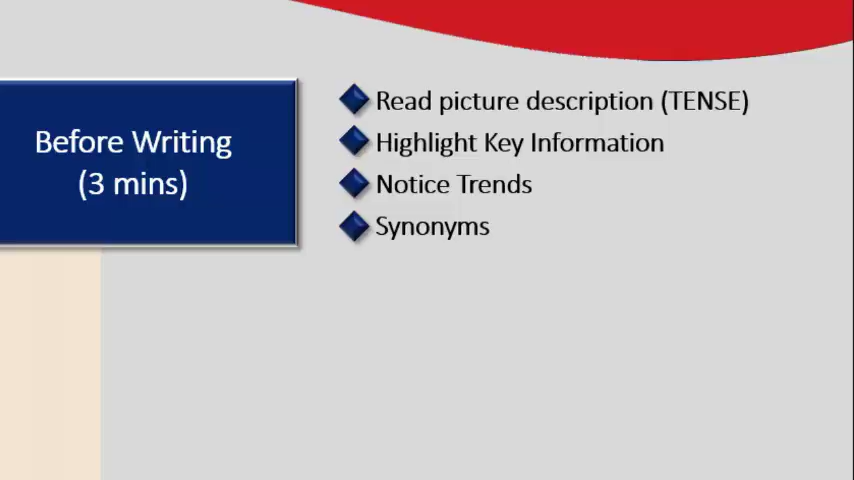 Before Writing
(3 mins)
Read picture description (TENSE)
Highlight Key Information
Notice Trends
Synonyms